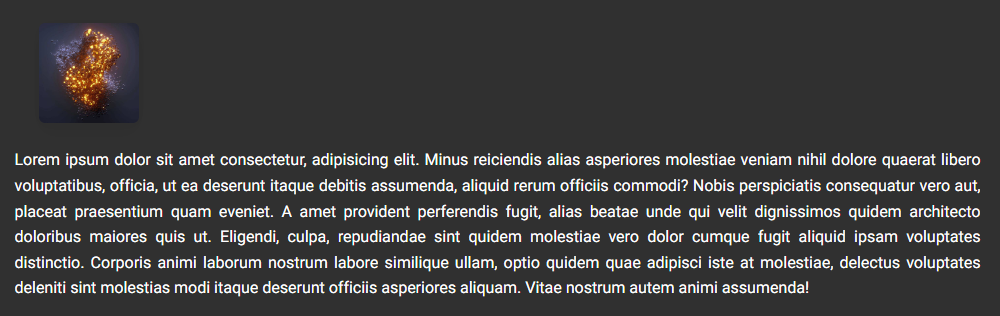 Lorem ipsum dolor sit amet consectetur, adipisicing elit. Minus reiciendis alias asperiores molestiae veniam nihil dolore quaerat libero
voluptatibus, officia, ut ea deserunt itaque debitis assumenda, aliquid rerum officiis commodi? Nobis perspiciatis consequatur vero aut,
placeat praesentium quam eveniet. A amet provident perferendis fugit, alias beatae unde qui velit dignissimos quidem architecto
doloribus maiores quis ut. Eligendi, culpa, repudiandae sint quidem molestiae vero dolor cumque fugit aliquid ipsam voluptates
distinctio. Corporis animi laborum nostrum labore similique ullam, optio quidem quae adipisci iste at molestiae, delectus voluptates
deleniti sint molestias modi itaque deserunt officiis asperiores aliquam. Vitae nostrum autem animi assumenda!